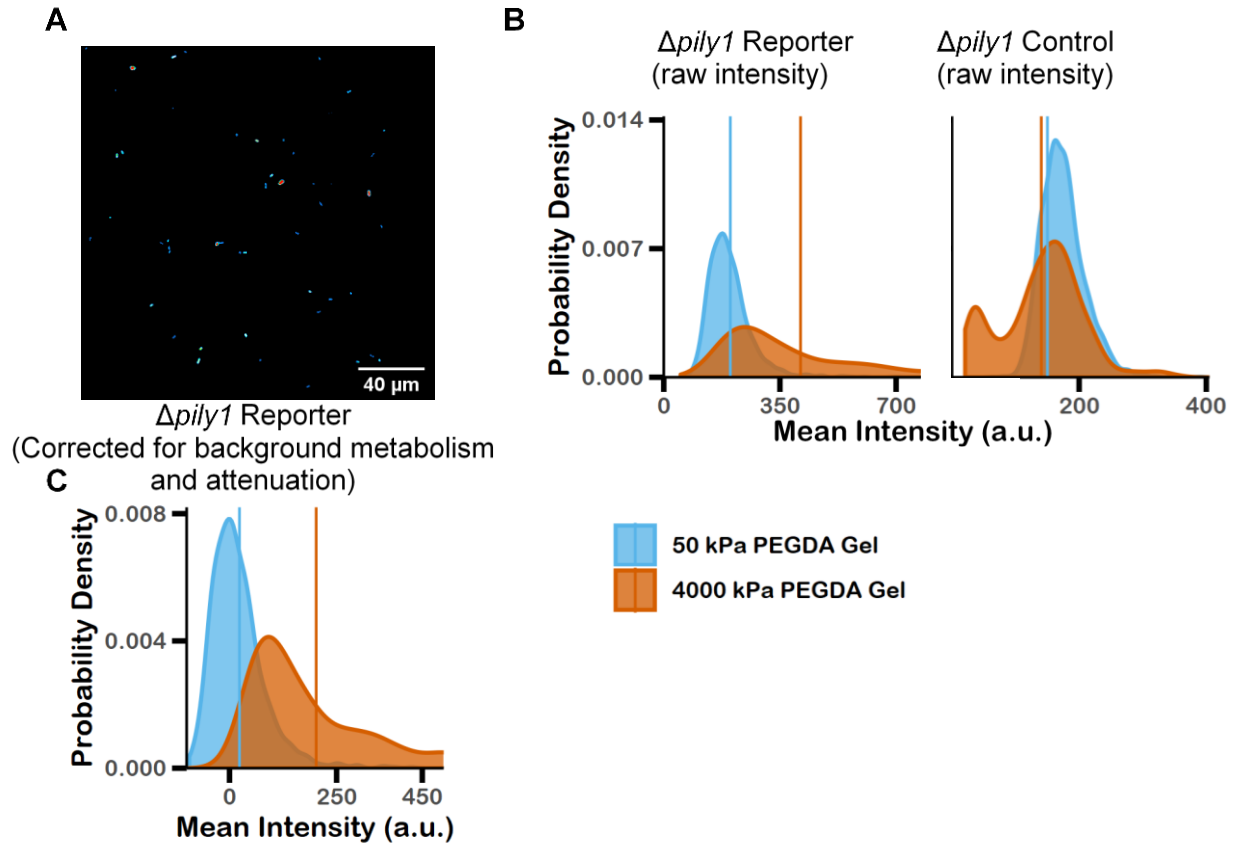 A
40 µm
B
Δpily1 Reporter
(raw intensity)
Δpily1 Control
(raw intensity)
Probability Density
0.014
0.007
0.000
0
350
700
200
400
Mean Intensity (a.u.)
Δpily1 Reporter
(Corrected for background metabolism
and attenuation)
C
Probability Density
0.008
0.004
0.000
0
250
450
Mean Intensity (a.u.)
50 kPa PEGDA Gel
4000 kPa PEGDA Gel